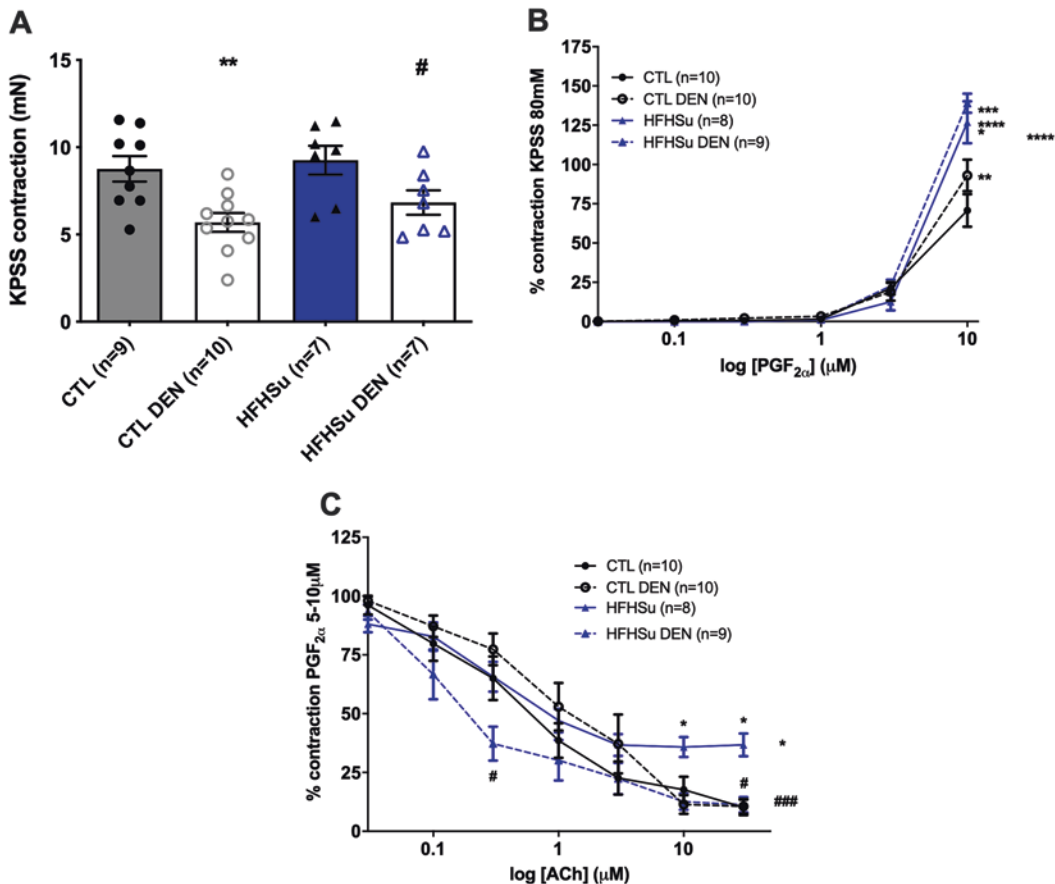 A
KPSS contraction (mN)
15
10
5
0
**
#
CTL (n=9)
CTL DEN (n=10)
HFHSu (n=7)
HFHSu DEN (n=7)
B
% contraction KPSS 80mM
175
150
125
100
75
50
25
0
CTL (n=10)
CTL DEN (n=10)
HFHSu (n=8)
HFHSu DEN (n=9)
***
****
*
****
**
0.1
1
10
log [PGF2α] (μM)
C
% contraction PGF2α 5-10μM
125
100
75
50
25
0
CTL (n=10)
CTL DEN (n=10)
HFHSu (n=8)
HFHSu DEN (n=9)
*
*
*
#
#
###
0.1
1
10
log [ACh] (μM)